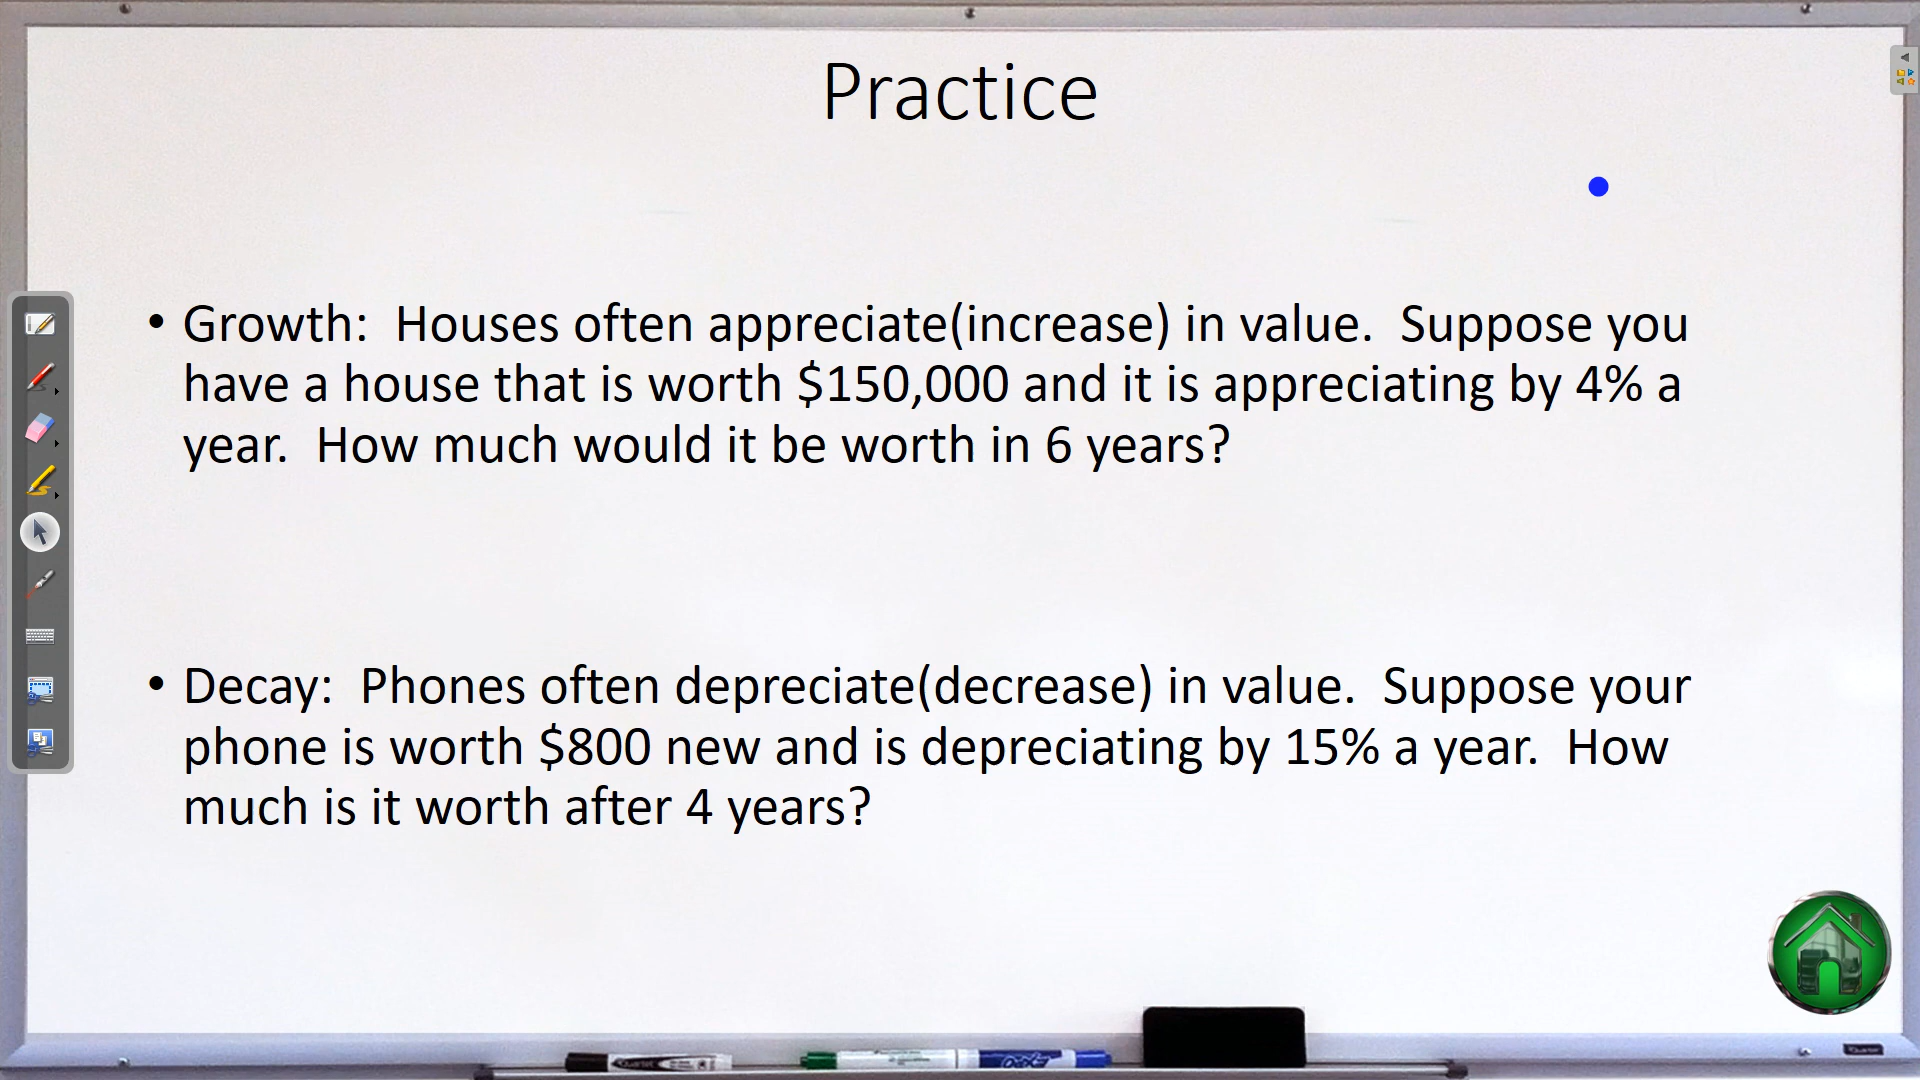 Practice
• Growth:  Houses often appreciate(increase) in value.  Suppose you
have a house that is worth $150,000 and it is appreciating by 4% a
year.  How much would it be worth in 6 years?
• Decay:  Phones often depreciate(decrease) in value.  Suppose your
phone is worth $800 new and is depreciating by 15% a year.  How
much is it worth after 4 years?
Quartet
EXPO
Quartet